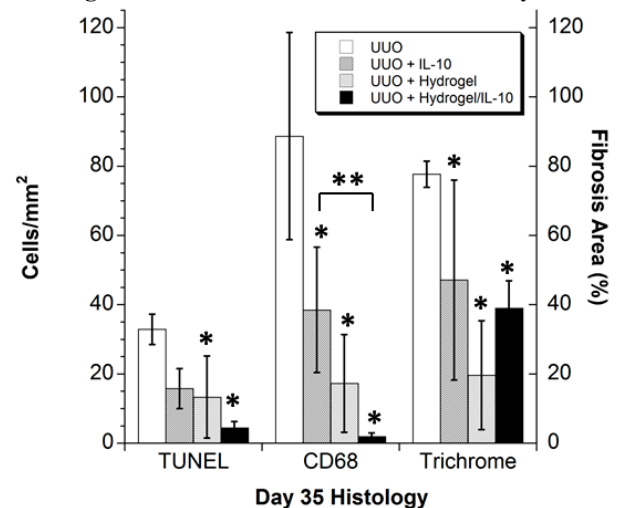 120
100
80
60
40
20
0
Cells/mm²
UUO
UUO + IL-10
UUO + Hydrogel
UUO + Hydrogel/IL-10
*
*
*
**
*
*
*
*
*
120
100
80
60
40
20
0
Fibrosis Area (%)
TUNEL
CD68
Trichrome
Day 35 Histology